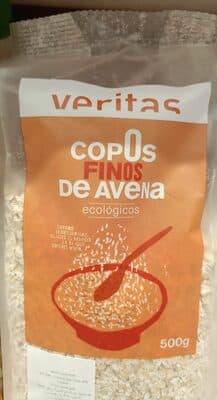 veritas
COPOS
FINOS
DE AVENA
ecológicos
500g